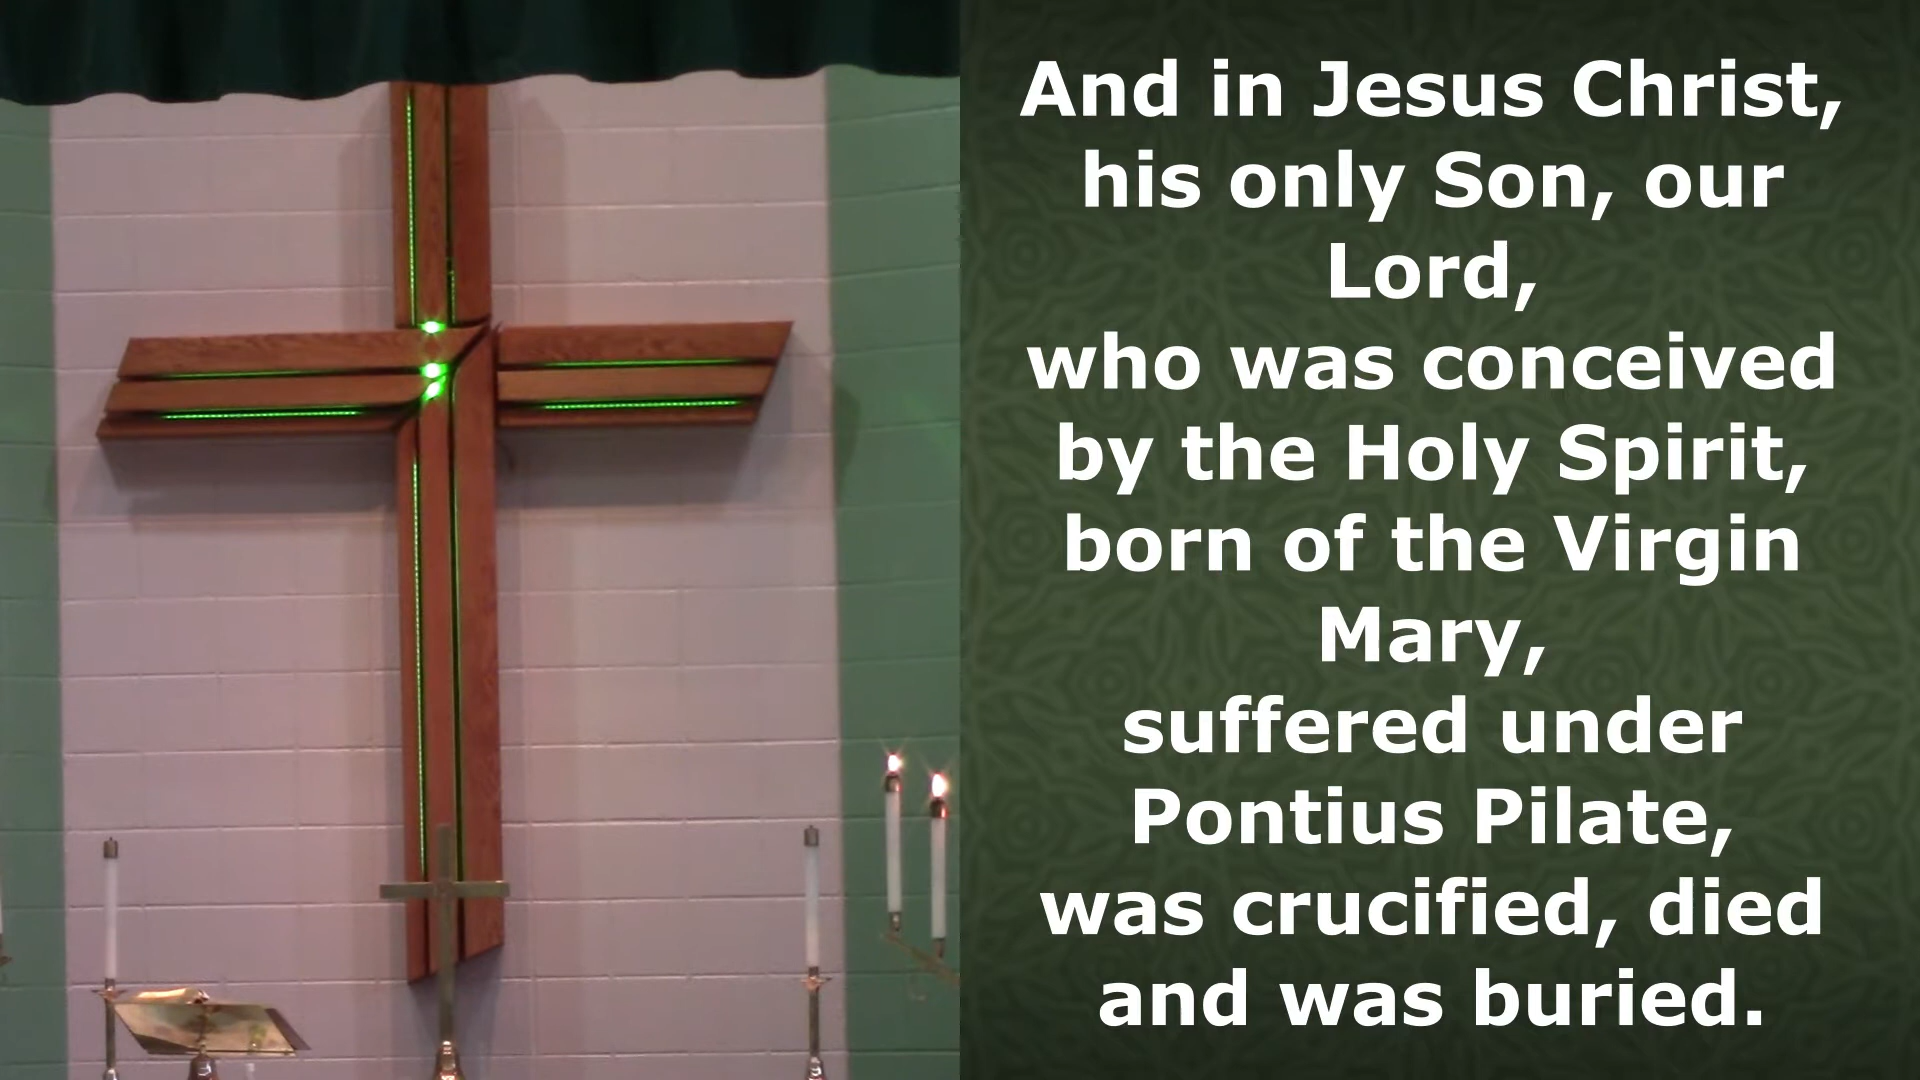 And in Jesus Christ,
his only Son, our
Lord,
who was conceived
by the Holy Spirit,
born of the Virgin
Mary,
suffered under
Pontius Pilate,
was crucified, died
and was buried.